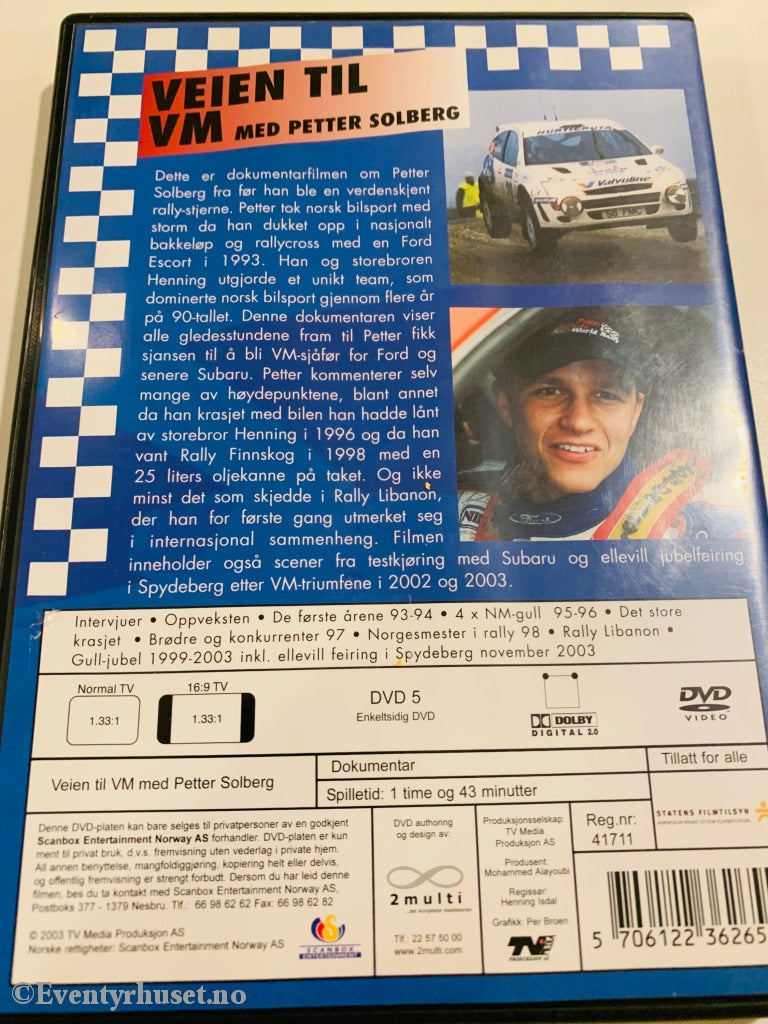 VEIEN TIL
VM MED PETTER SOLBERG
Dette er dokumentarfilmen om Petter
Solberg fra før han ble en verdenskjent
rally-stjerne. Petter tok norsk bilsport med
storm da han dukket opp i nasjonalt
bakkeløp og rallycross med en Ford
Escort i 1993. Han og storebroren
Henning utgjorde et unikt team, som
dominerte norsk bilsport gjennom flere år
på 90-tallet. Denne dokumentaren viser
alle gledesstundene fram til Petter fikk
sjansen til å bli VM-sjåfør for Ford og
senere Subaru. Petter kommenterer selv
mange av høydepunktene, blant annet
da han krasjet med bilen han hadde lånt
av storebror Henning i 1996 og da han
vant Rally Finnskog i 1998 med en
25 liters oljekanne på taket. Og ikke
minst det som skjedde i Rally Libanon,
der han for første gang utmerket seg
i internasjonal sammenheng. Filmen
inneholder også scener fra testkjøring med Subaru og ellevill jubelfeiring
i Spydeberg etter VM-triumfene i 2002 og 2003.
HURTIGRUTA
Valvoline
S8 FMC
World Rally
Ford
Intervjuer • Oppveksten • De første årene 93-94 • 4 x NM-gull 95-96 • Det store
krasjet • Brødre og konkurrenter 97 • Norgesmester i rally 98 • Rally Libanon •
Gull-jubel 1999-2003 inkl. ellevill feiring i Spydeberg november 2003
Normal TV
1.33:1
16:9 TV
1.33:1
DVD 5
Enkeltsidig DVD
DOLBY
DIGITAL 2.0
DVD
VIDEO
Veien til VM med Petter Solberg
Dokumentar
Spilletid: 1 time og 43 minutter
Tillatt for alle
STATENS FILMTILSYN
Denne DVD-platen kan bare selges til privatpersoner av en godkjent
Scanbox Entertainment Norway AS forhandler. DVD-platen er kun
ment til privat bruk, d.v.s. fremvisning uten vederlag i private hjem.
All annen benyttelse, mangfoldiggjøring, kopiering helt eller delvis,
og offentlig fremvisning er strengt forbudt. Dersom du har leid denne
filmen, bes du ta kontakt med Scanbox Entertainment Norway AS,
Postboks 377 - 1379 Nesbru. Tlf.: 66 98 62 62 Fax: 66 98 62 82
© 2003 TV Media Produksjon AS
Norske rettigheter: Scanbox Entertainment Norway AS
SCANBOX
ENTERTAINMENT
DVD authoring
og design av:
2multi
...der komplette mediesenter
Tlf.: 22 57 50 00
www.2multi.com
Produksjonsselskap:
TV Media
Produksjon AS
Produsent:
Mohammed Alayoubi
Regissør:
Henning Isdal
Grafikk: Per Broen
TV
PRODUKSJON AS
Reg.nr:
41711
5 706122 36265
©Eventyrhuset.no